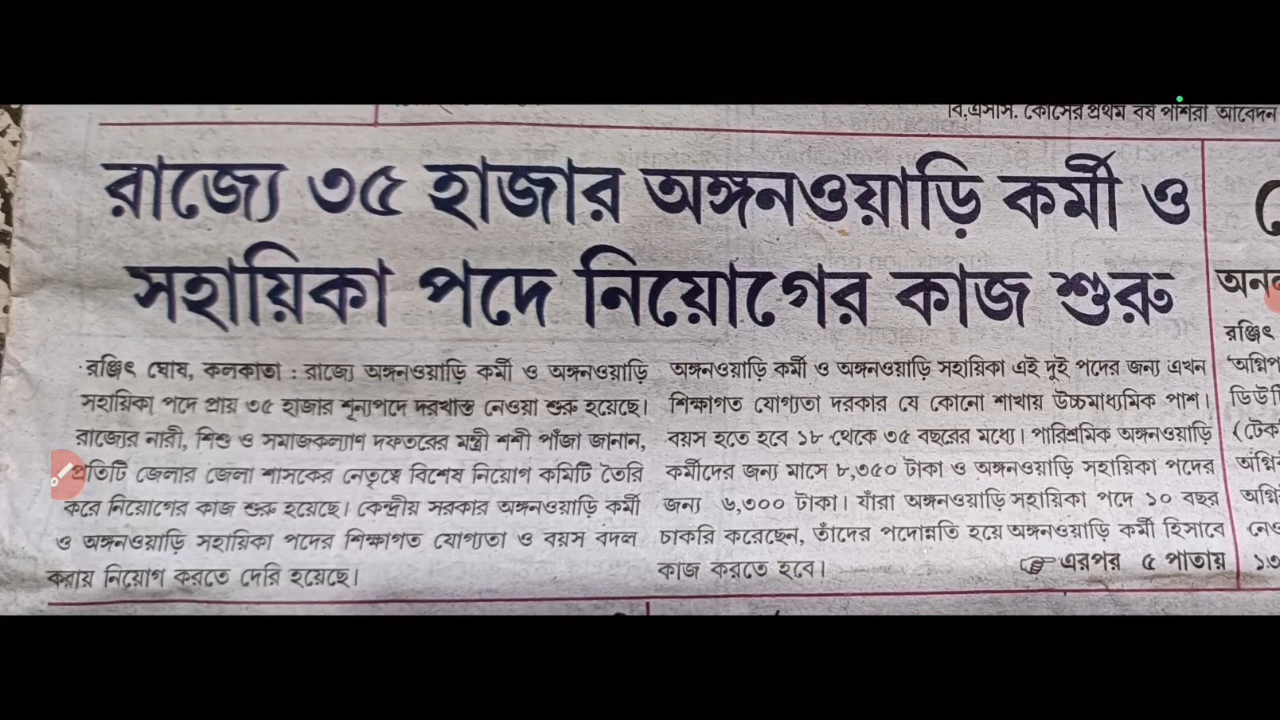 বি.এসসি. কোর্সের প্রথম বর্ষ পাশরা আবেদন
রাজ্যে ৩৫ হাজার অঙ্গনওয়াড়ি কর্মী ও
সহায়িকা পদে নিয়োগের কাজ শুরু
রঞ্জিৎ ঘোষ, কলকাতা : রাজ্যে অঙ্গনওয়াড়ি কর্মী ও অঙ্গনওয়াড়ি
সহায়িকা পদে প্রায় ৩৫ হাজার শূন্যপদে দরখাস্ত নেওয়া শুরু হয়েছে।
রাজ্যের নারী, শিশু ও সমাজকল্যাণ দফতরের মন্ত্রী শশী পাঁজা জানান,
প্রতিটি জেলার জেলা শাসকের নেতৃত্বে বিশেষ নিয়োগ কমিটি তৈরি
করে নিয়োগের কাজ শুরু হয়েছে। কেন্দ্রীয় সরকার অঙ্গনওয়াড়ি কর্মী
ও অঙ্গনওয়াড়ি সহায়িকা পদের শিক্ষাগত যোগ্যতা ও বয়স বদল
করায় নিয়োগ করতে দেরি হয়েছে।
অঙ্গনওয়াড়ি কর্মী ও অঙ্গনওয়াড়ি সহায়িকা এই দুই পদের জন্য এখন
শিক্ষাগত যোগ্যতা দরকার যে কোনো শাখায় উচ্চমাধ্যমিক পাশ।
বয়স হতে হবে ১৮ থেকে ৩৫ বছরের মধ্যে। পারিশ্রমিক অঙ্গনওয়াড়ি
কর্মীদের জন্য মাসে ৮,৩৫০ টাকা ও অঙ্গনওয়াড়ি সহায়িকা পদের
জন্য ৬,৩০০ টাকা। যাঁরা অঙ্গনওয়াড়ি সহায়িকা পদে ১০ বছর
চাকরি করেছেন, তাঁদের পদোন্নতি হয়ে অঙ্গনওয়াড়ি কর্মী হিসাবে
কাজ করতে হবে।
এরপর ৫ পাতায়
রঞ্জিৎ